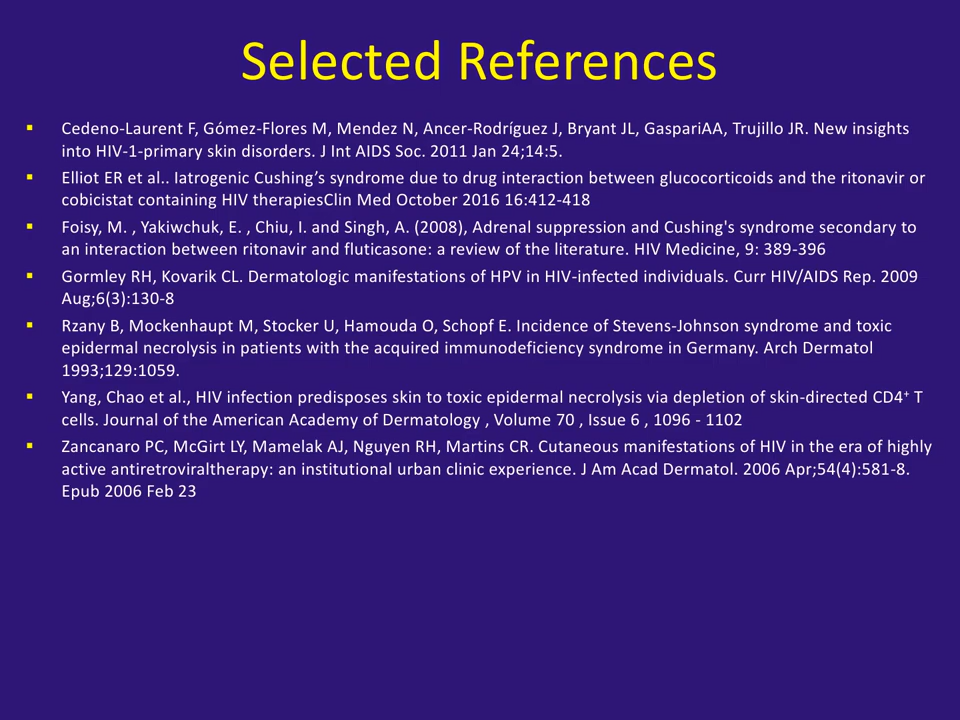 Selected References
▪ Cedeno-Laurent F, Gómez-Flores M, Mendez N, Ancer-Rodríguez J, Bryant JL, GaspariAA, Trujillo JR. New insights
into HIV-1-primary skin disorders. J Int AIDS Soc. 2011 Jan 24;14:5.
▪ Elliot ER et al.. Iatrogenic Cushing’s syndrome due to drug interaction between glucocorticoids and the ritonavir or
cobicistat containing HIV therapiesClin Med October 2016 16:412-418
▪ Foisy, M. , Yakiwchuk, E. , Chiu, I. and Singh, A. (2008), Adrenal suppression and Cushing's syndrome secondary to
an interaction between ritonavir and fluticasone: a review of the literature. HIV Medicine, 9: 389-396
▪ Gormley RH, Kovarik CL. Dermatologic manifestations of HPV in HIV-infected individuals. Curr HIV/AIDS Rep. 2009
Aug;6(3):130-8
▪ Rzany B, Mockenhaupt M, Stocker U, Hamouda O, Schopf E. Incidence of Stevens-Johnson syndrome and toxic
epidermal necrolysis in patients with the acquired immunodeficiency syndrome in Germany. Arch Dermatol
1993;129:1059.
▪ Yang, Chao et al., HIV infection predisposes skin to toxic epidermal necrolysis via depletion of skin-directed CD4⁺ T
cells. Journal of the American Academy of Dermatology , Volume 70 , Issue 6 , 1096 - 1102
▪ Zancanaro PC, McGirt LY, Mamelak AJ, Nguyen RH, Martins CR. Cutaneous manifestations of HIV in the era of highly
active antiretroviraltherapy: an institutional urban clinic experience. J Am Acad Dermatol. 2006 Apr;54(4):581-8.
Epub 2006 Feb 23